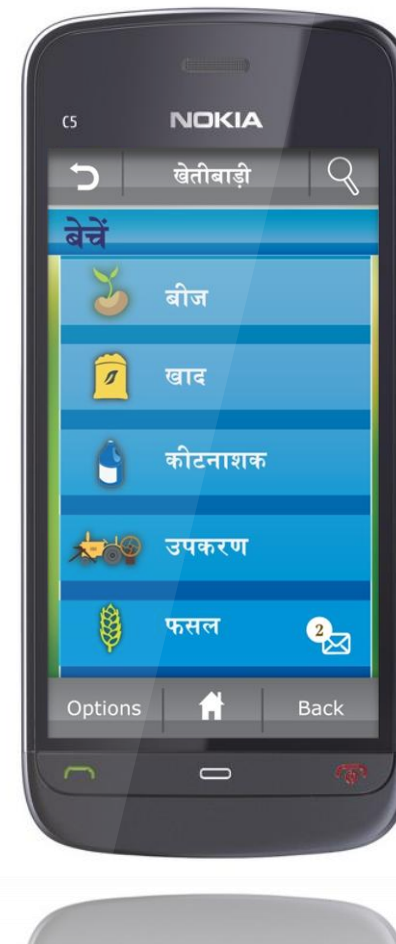 C5
NOKIA
खेतीबाड़ी
बेचें
बीज
खाद
कीटनाशक
उपकरण
फसल
2
Options
Back